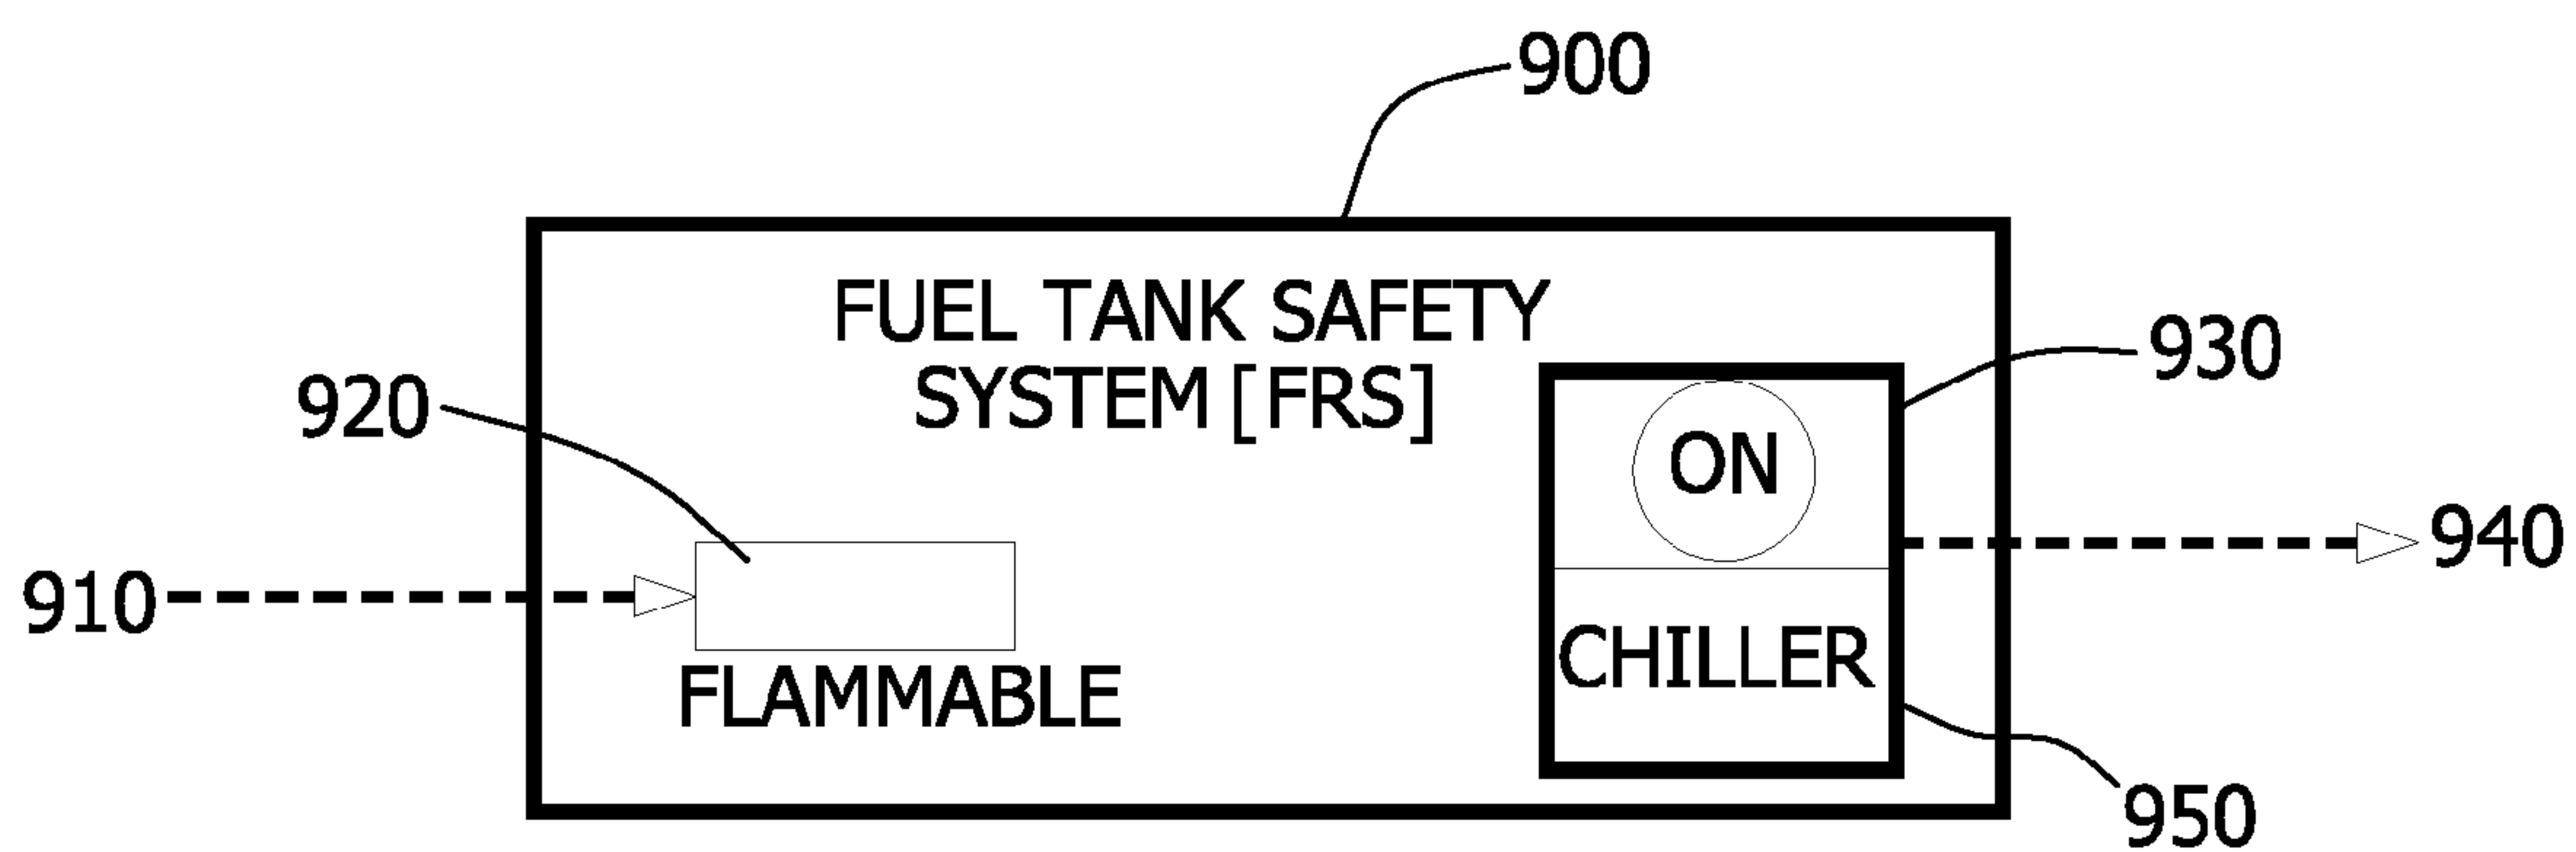 900
FUEL TANK SAFETY
SYSTEM [FRS]
930
920
ON
940
910
CHILLER
FLAMMABLE
950